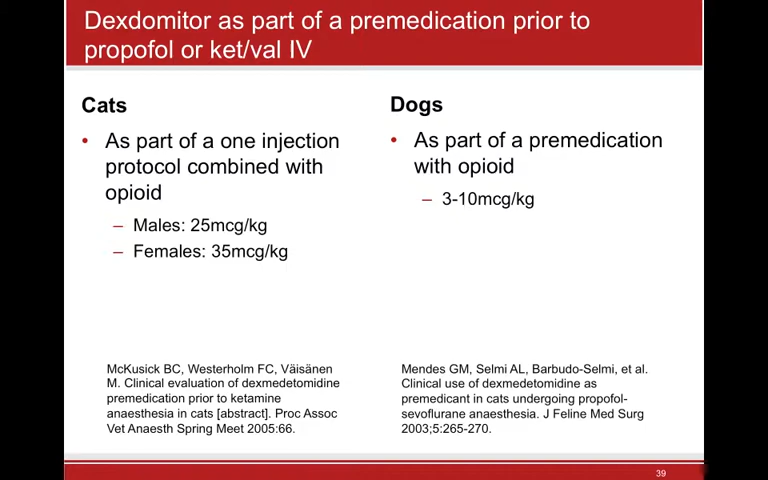 Dexdomitor as part of a premedication prior to
propofol or ket/val IV
Cats
• As part of a one injection
protocol combined with
opioid
– Males: 25mcg/kg
– Females: 35mcg/kg
McKusick BC, Westerholm FC, Väisänen
M. Clinical evaluation of dexmedetomidine
premedication prior to ketamine
anaesthesia in cats [abstract]. Proc Assoc
Vet Anaesth Spring Meet 2005:66.
Dogs
• As part of a premedication
with opioid
– 3-10mcg/kg
Mendes GM, Selmi AL, Barbudo-Selmi, et al.
Clinical use of dexmedetomidine as
premedicant in cats undergoing propofol-
sevoflurane anaesthesia. J Feline Med Surg
2003;5:265-270.
39